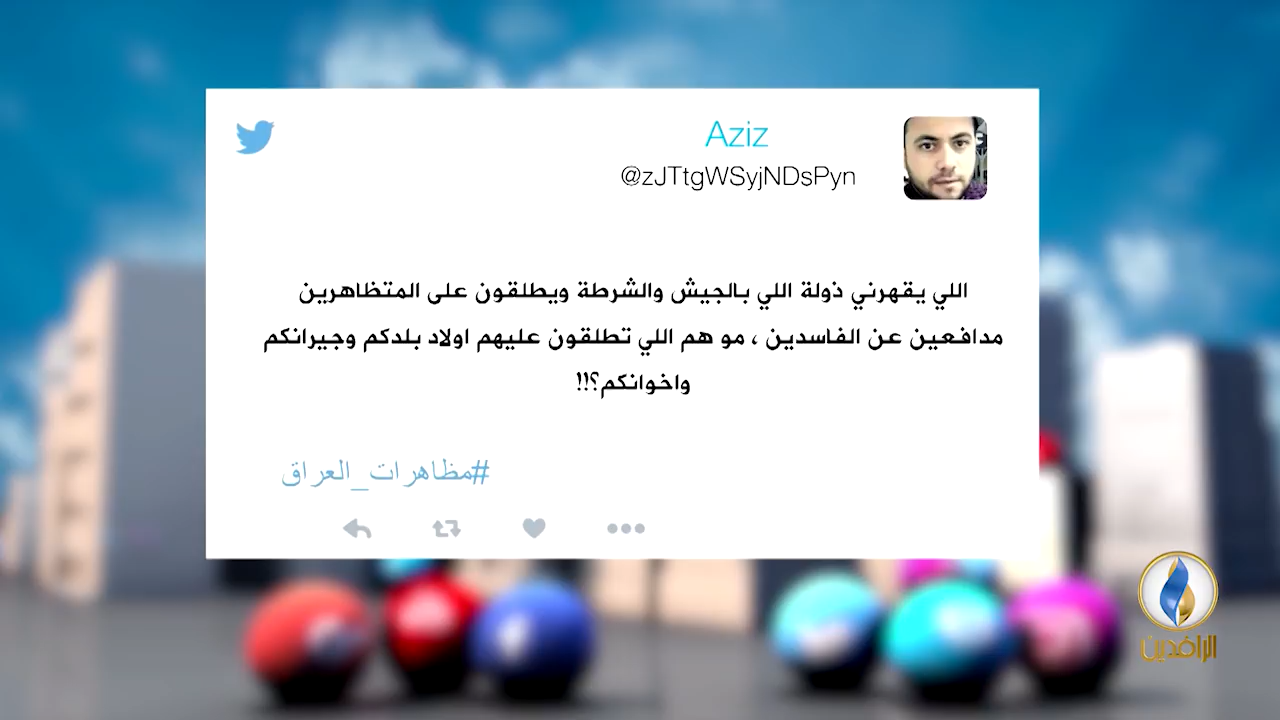 Aziz
@zJTtgWSyjNDsPyn
اللي يقهرني ذولة اللي بالجيش والشرطة ويطلقون على المتظاهرين
مدافعين عن الفاسدين ، مو هم اللي تطلقون عليهم اولاد بلدكم وجيرانكم
واخوانكم؟!!
#مظاهرات_العراق
الرافدين